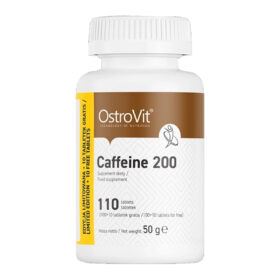 OstroVit®
Caffeine 200
Suplement diety /
Food supplement
110 tablets
tabletek
(100+10 tabletek gratis) / (100+10 tablets for free)
Masa netto / Net weight 50 g ℮
EDYCJA LIMITOWANA + 10 TABLETEK GRATIS /
LIMITED EDITION + 10 FREE TABLETS